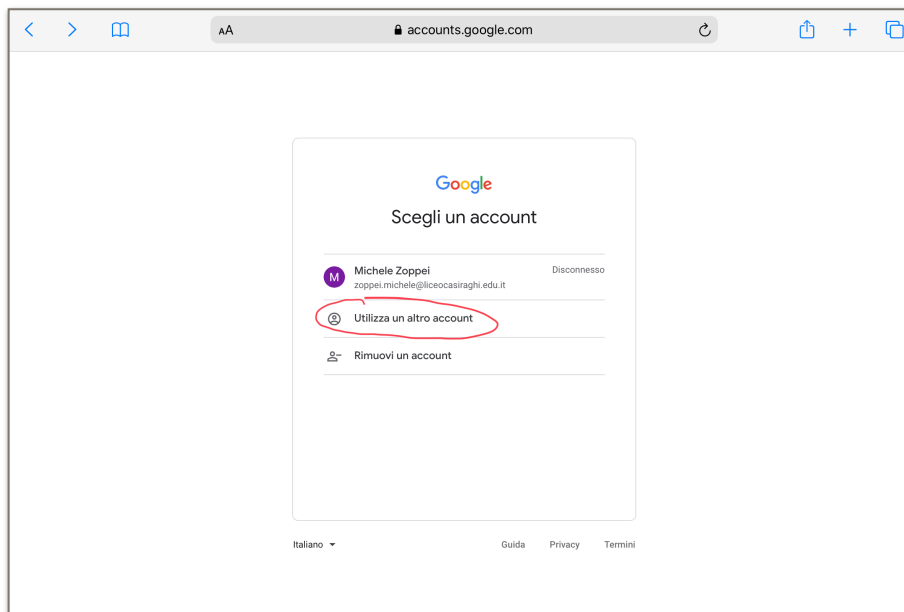 AA
accounts.google.com
Google
Scegli un account
M
Michele Zoppei
Disconnesso
zoppei.michele@liceocasiraghi.edu.it
Utilizza un altro account
Rimuovi un account
Italiano
Guida
Privacy
Termini